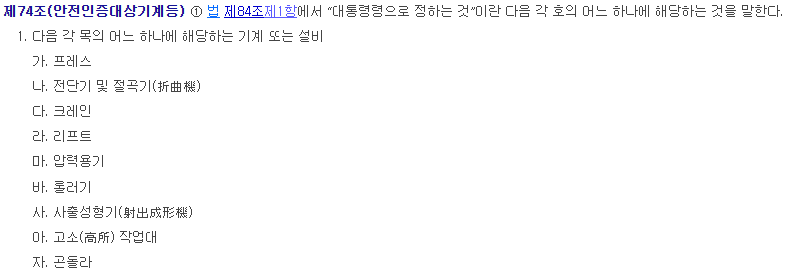 제74조(안전인증대상기계등) ① 법 제84조제1항에서 “대통령령으로 정하는 것”이란 다음 각 호의 어느 하나에 해당하는 것을 말한다.
1. 다음 각 목의 어느 하나에 해당하는 기계 또는 설비
가. 프레스
나. 전단기 및 절곡기(折曲機)
다. 크레인
라. 리프트
마. 압력용기
바. 롤러기
사. 사출성형기(射出成形機)
아. 고소(高所) 작업대
자. 곤돌라